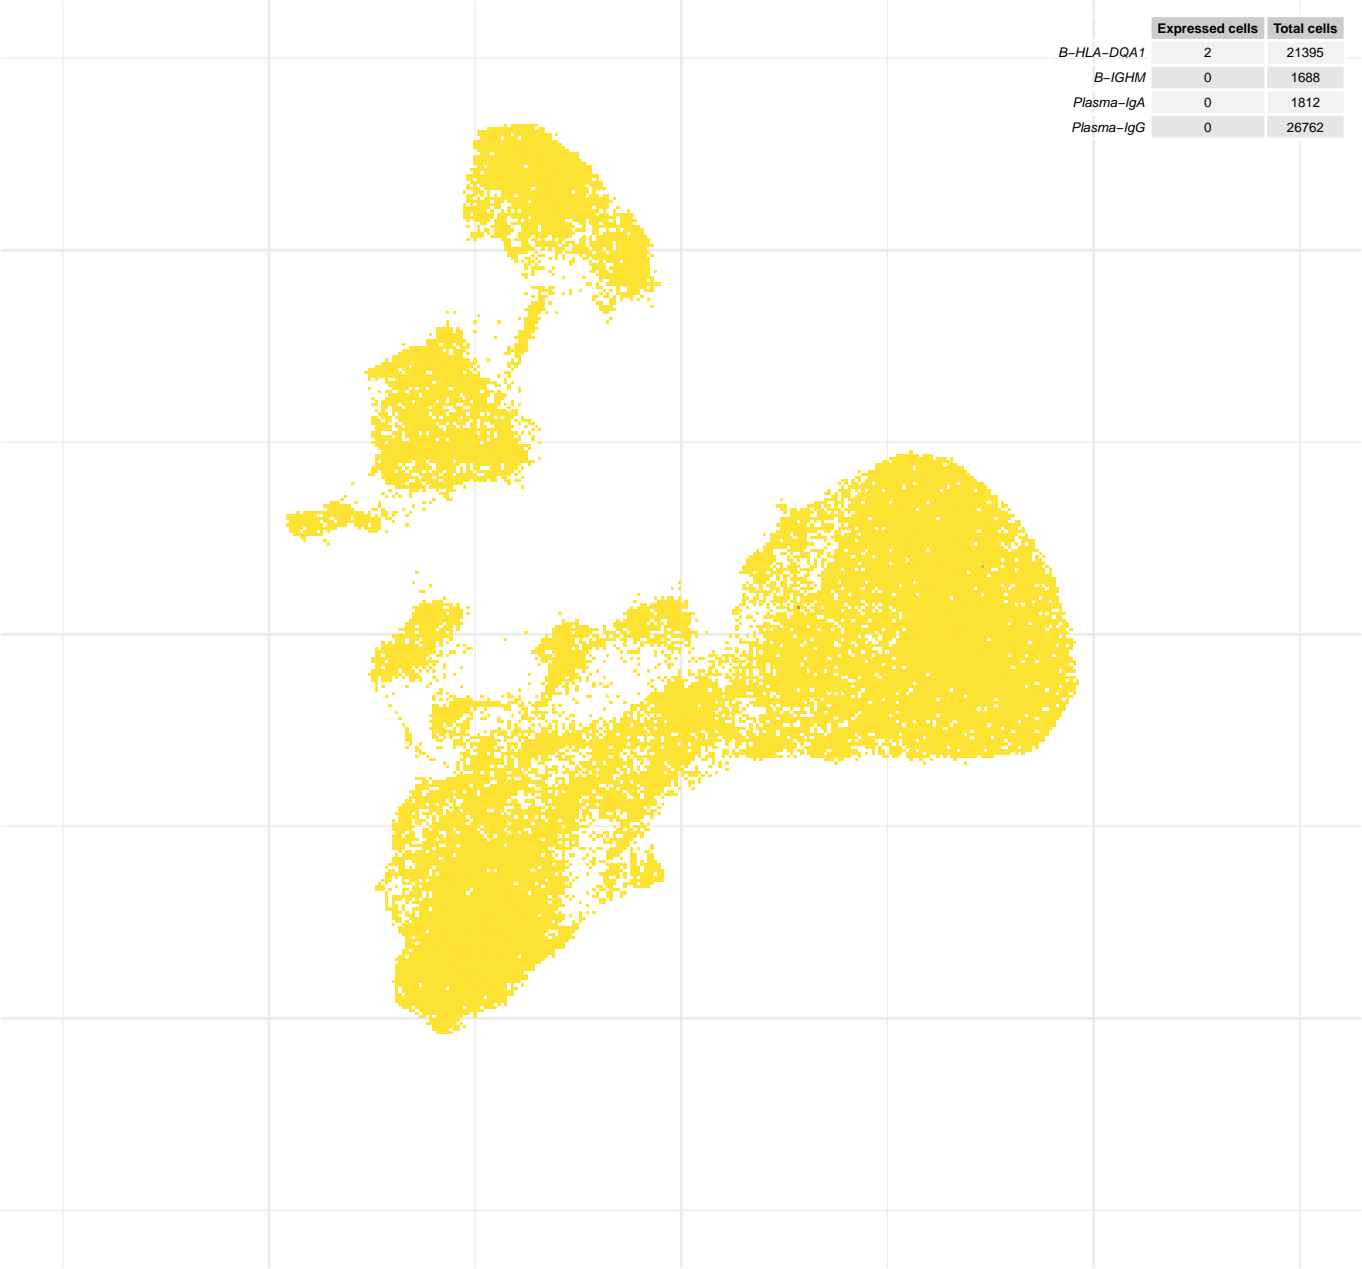 Expressed cells Total cells
B−HLA−DQA1 2 21395
B−IGHM 0 1688
Plasma−IgA 0 1812
Plasma−IgG 0 26762